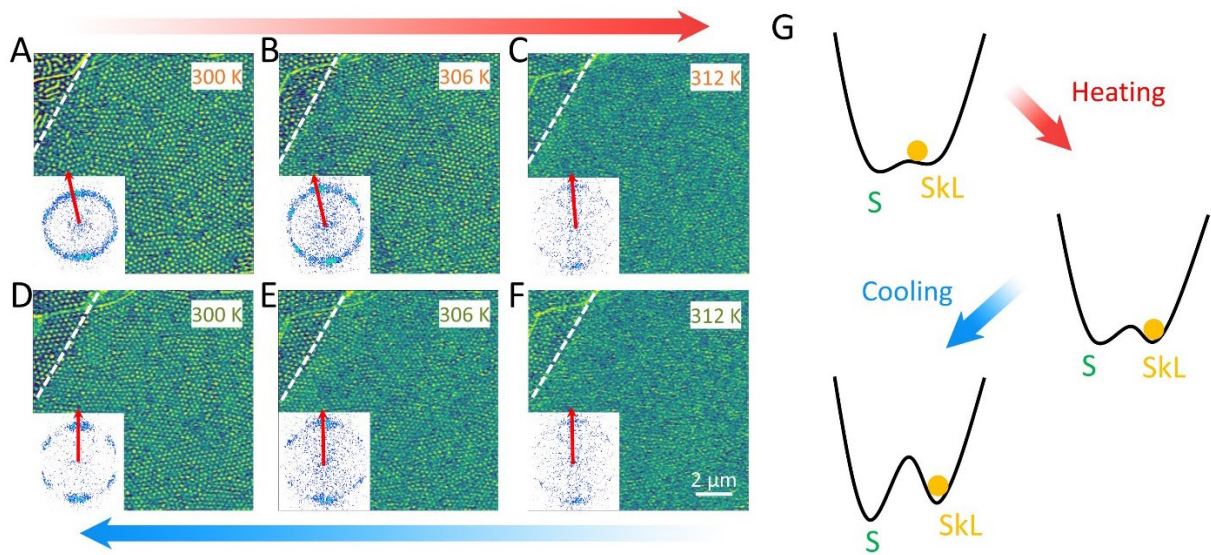 A
300 K
B
306 K
C
312 K
D
300 K
E
306 K
F
312 K
2 μm
G
S
SkL
Heating
S
SkL
Cooling
S
SkL